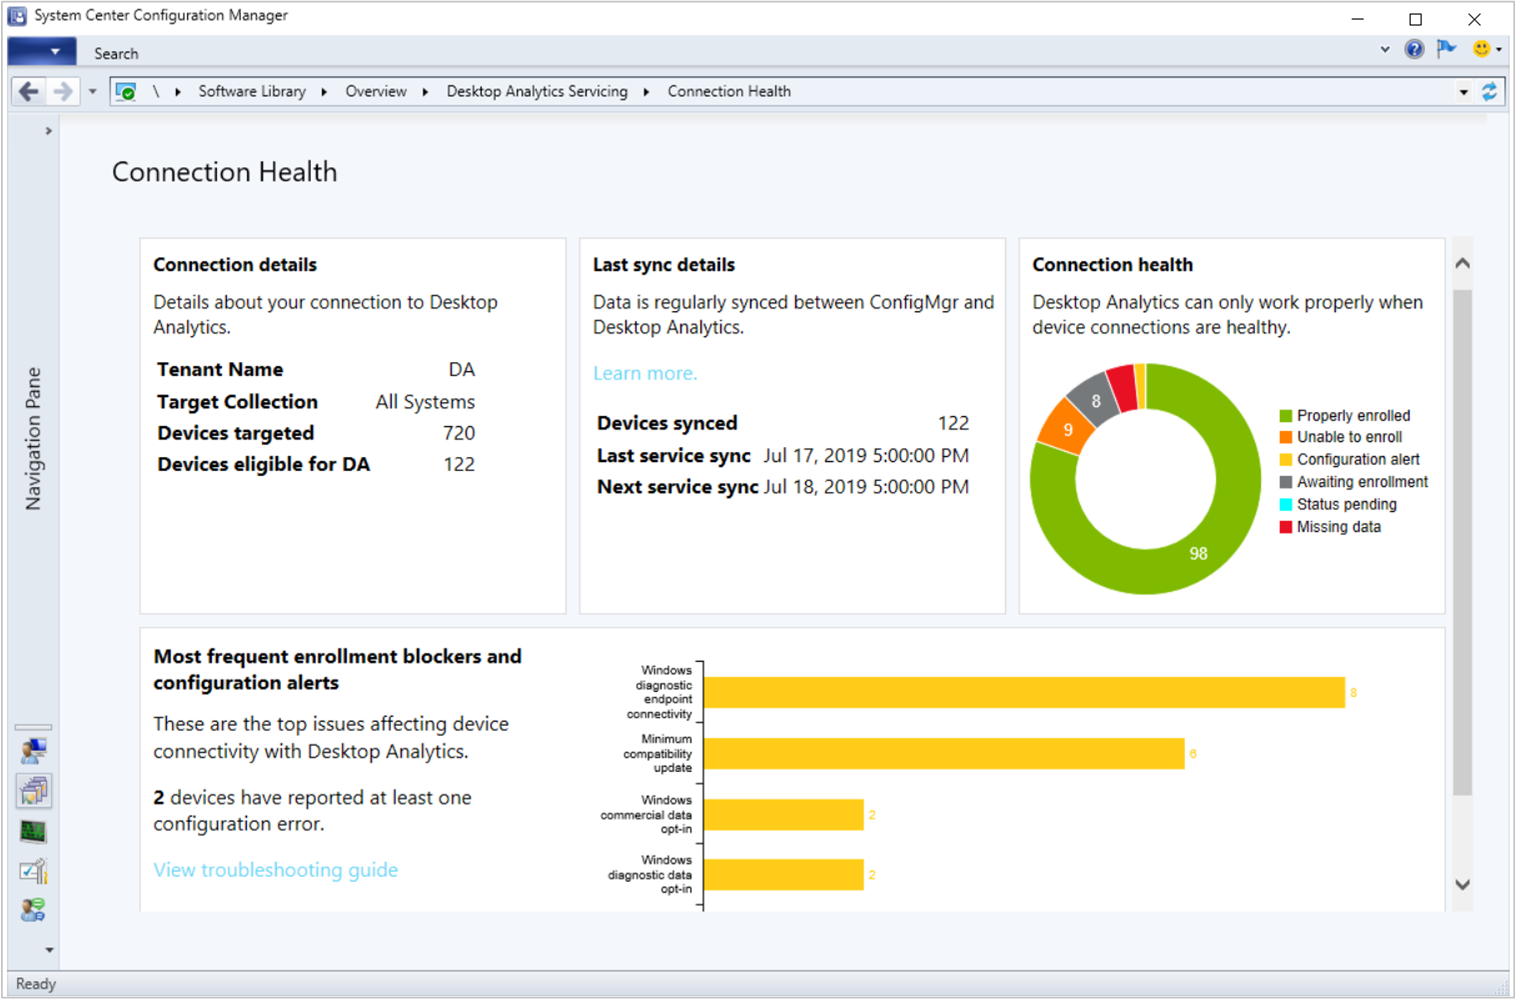 System Center Configuration Manager
Search
\ Software Library Overview Desktop Analytics Servicing Connection Health
Navigation Pane
Connection Health
Connection details
Details about your connection to Desktop
Analytics.
Tenant Name DA
Target Collection All Systems
Devices targeted 720
Devices eligible for DA 122
Last sync details
Data is regularly synced between ConfigMgr and
Desktop Analytics.
Learn more.
Devices synced 122
Last service sync Jul 17, 2019 5:00:00 PM
Next service sync Jul 18, 2019 5:00:00 PM
Connection health
Desktop Analytics can only work properly when
device connections are healthy.
8
9
98
Properly enrolled
Unable to enroll
Configuration alert
Awaiting enrollment
Status pending
Missing data
Most frequent enrollment blockers and
configuration alerts
These are the top issues affecting device
connectivity with Desktop Analytics.
2 devices have reported at least one
configuration error.
View troubleshooting guide
Windows
diagnostic
endpoint
connectivity
8
Minimum
compatibility
update
6
Windows
commercial data
opt-in
2
Windows
diagnostic data
opt-in
2
Ready